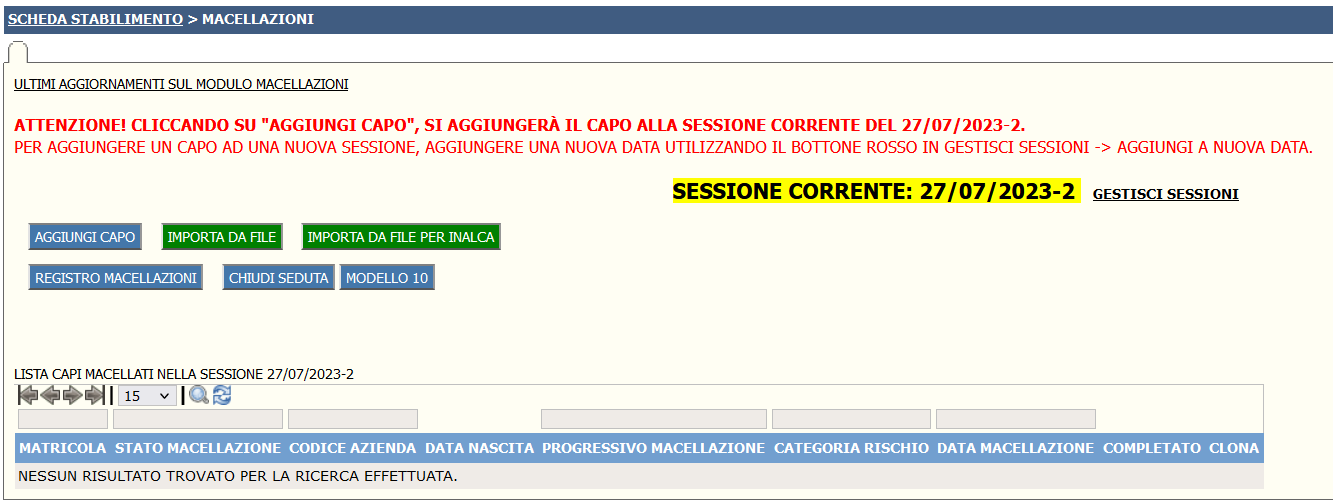 SCHEDA STABILIMENTO > MACELLAZIONI
ULTIMI AGGIORNAMENTI SUL MODULO MACELLAZIONI
ATTENZIONE! CLICCANDO SU "AGGIUNGI CAPO", SI AGGIUNGERÀ IL CAPO ALLA SESSIONE CORRENTE DEL 27/07/2023-2.
PER AGGIUNGERE UN CAPO AD UNA NUOVA SESSIONE, AGGIUNGERE UNA NUOVA DATA UTILIZZANDO IL BOTTONE ROSSO IN GESTISCI SESSIONI -> AGGIUNGI A NUOVA DATA.
SESSIONE CORRENTE: 27/07/2023-2 GESTISCI SESSIONI
AGGIUNGI CAPO IMPORTA DA FILE IMPORTA DA FILE PER INALCA
REGISTRO MACELLAZIONI CHIUDI SEDUTA MODELLO 10
LISTA CAPI MACELLATI NELLA SESSIONE 27/07/2023-2
15
MATRICOLA STATO MACELLAZIONE CODICE AZIENDA DATA NASCITA PROGRESSIVO MACELLAZIONE CATEGORIA RISCHIO DATA MACELLAZIONE COMPLETATO CLONA
NESSUN RISULTATO TROVATO PER LA RICERCA EFFETTUATA.